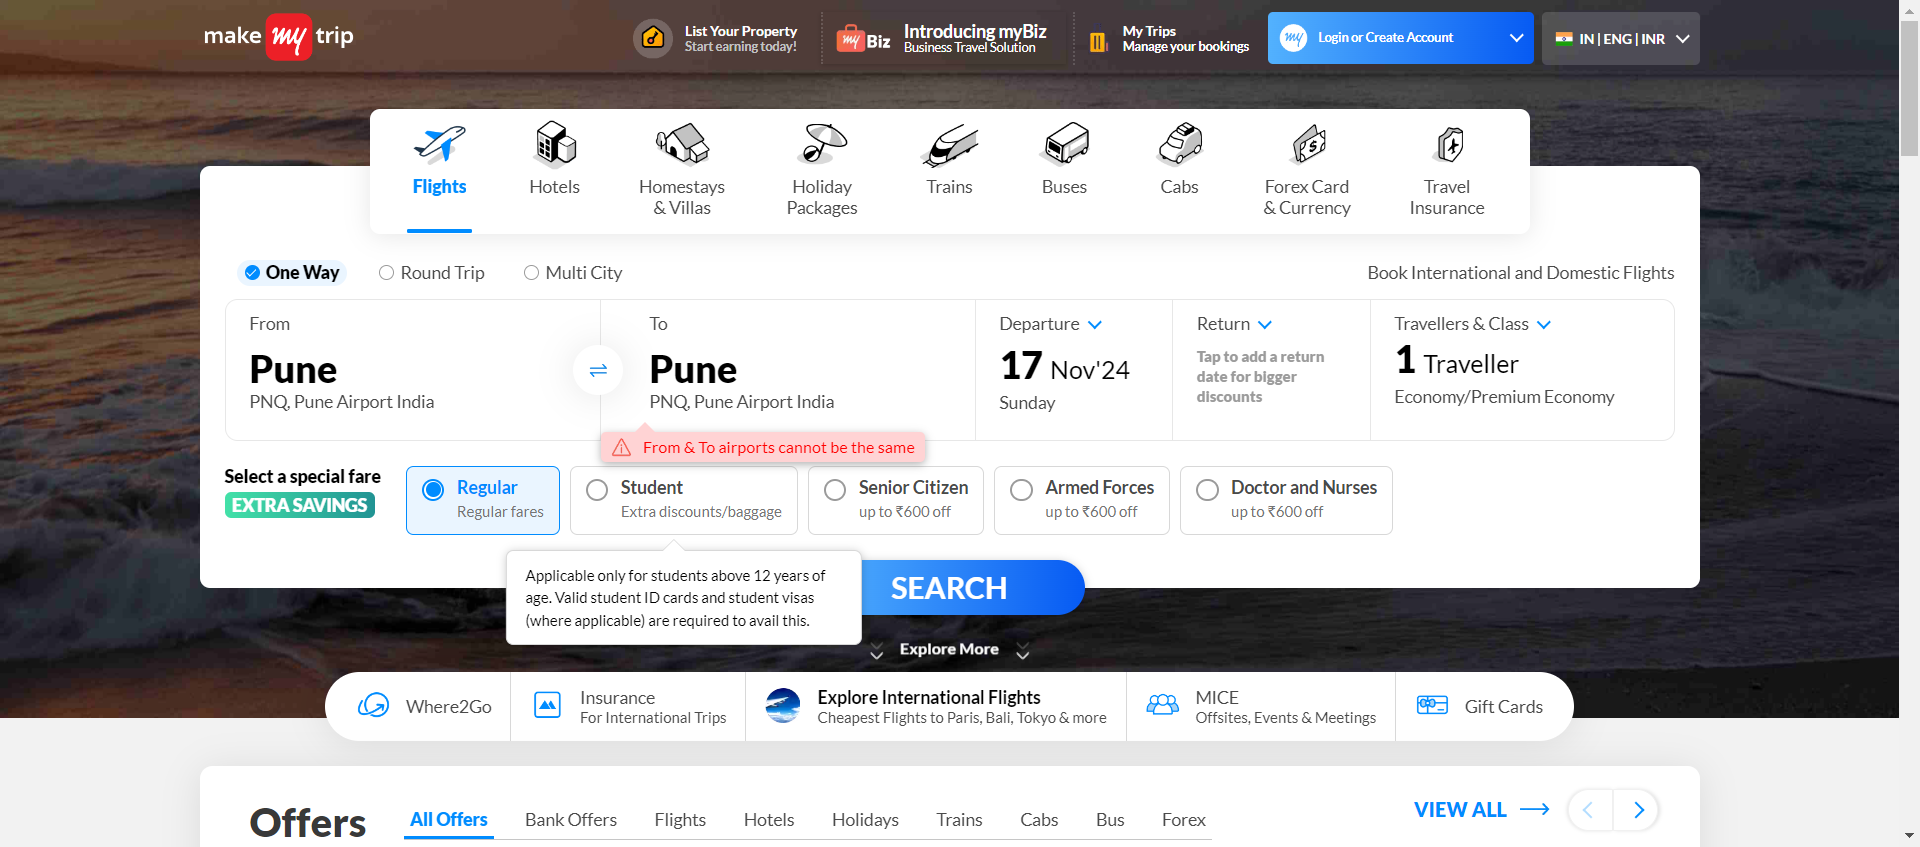 make my trip
List Your Property
Start earning today!
my Biz
Introducing myBiz
Business Travel Solution
My Trips
Manage your bookings
my
Login or Create Account
IN | ENG | INR
Flights
Hotels
Homestays
& Villas
Holiday
Packages
Trains
Buses
Cabs
Forex Card
& Currency
Travel
Insurance
One Way
Round Trip
Multi City
Book International and Domestic Flights
From
Pune
PNQ, Pune Airport India
To
Pune
PNQ, Pune Airport India
Departure
17 Nov'24
Sunday
Return
Tap to add a return
date for bigger
discounts
Travellers & Class
1 Traveller
Economy/Premium Economy
From & To airports cannot be the same
Select a special fare
EXTRA SAVINGS
Regular
Regular fares
Student
Extra discounts/baggage
Senior Citizen
up to ₹600 off
Armed Forces
up to ₹600 off
Doctor and Nurses
up to ₹600 off
Applicable only for students above 12 years of
age. Valid student ID cards and student visas
(where applicable) are required to avail this.
SEARCH
Explore More
Where2Go
Insurance
For International Trips
Explore International Flights
Cheapest Flights to Paris, Bali, Tokyo & more
MICE
Offsites, Events & Meetings
Gift Cards
Offers
All Offers
Bank Offers
Flights
Hotels
Holidays
Trains
Cabs
Bus
Forex
VIEW ALL